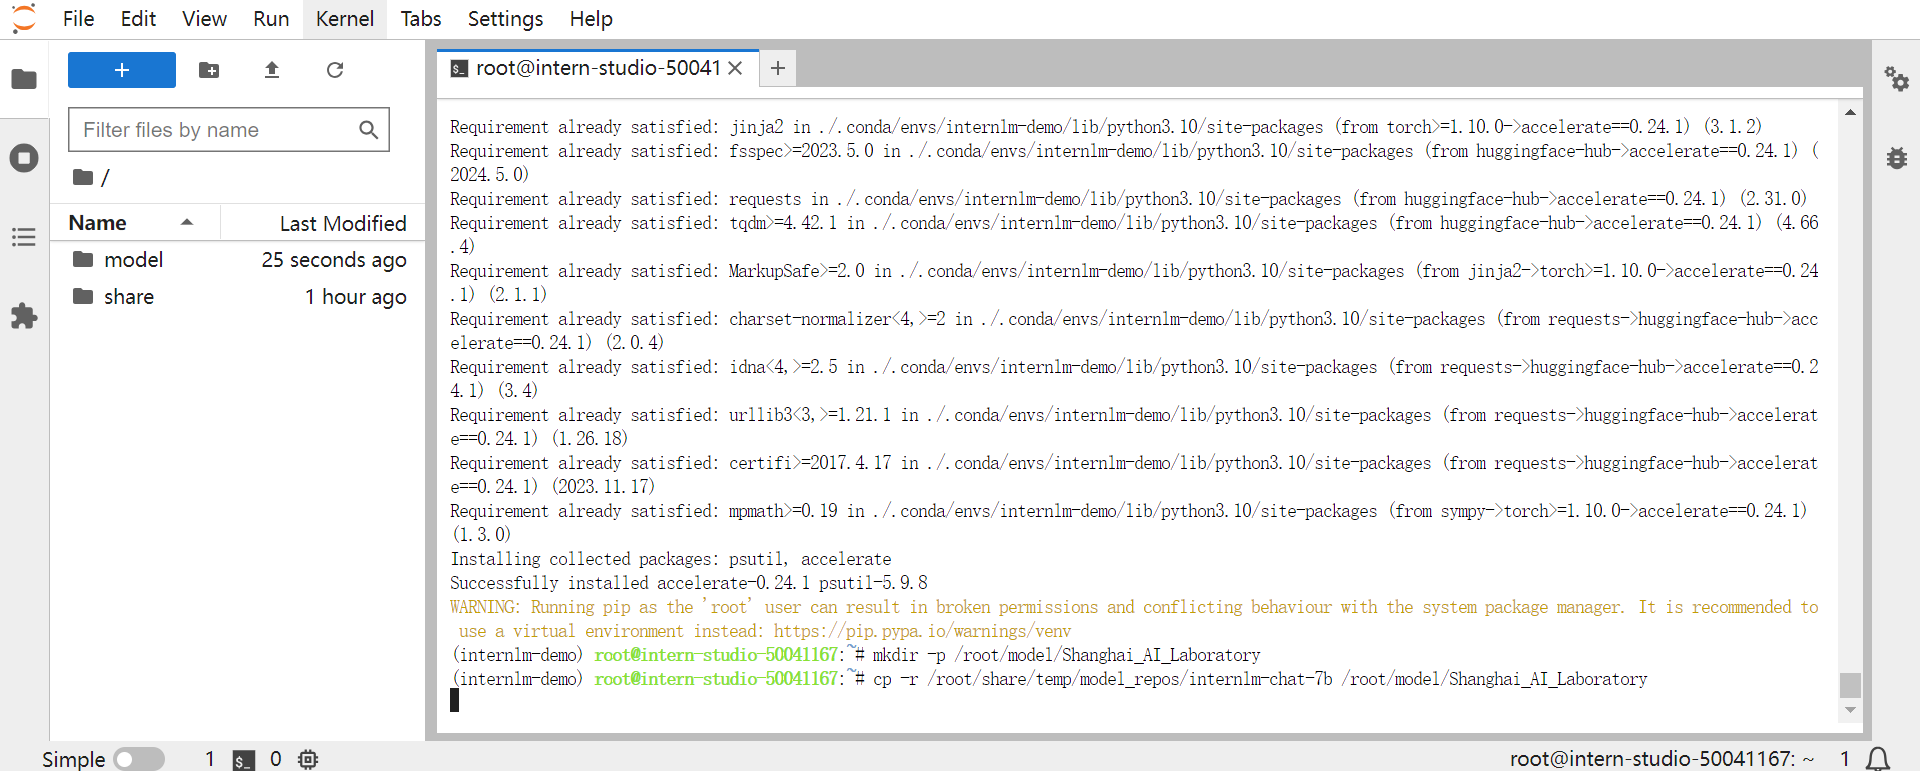 File Edit View Run Kernel Tabs Settings Help
Filter files by name
/
Name Last Modified
model 25 seconds ago
share 1 hour ago
$_ root@intern-studio-50041
Requirement already satisfied: jinja2 in ./.conda/envs/internlm-demo/lib/python3.10/site-packages (from torch>=1.10.0->accelerate==0.24.1) (3.1.2)
Requirement already satisfied: fsspec>=2023.5.0 in ./.conda/envs/internlm-demo/lib/python3.10/site-packages (from huggingface-hub->accelerate==0.24.1) (
2024.5.0)
Requirement already satisfied: requests in ./.conda/envs/internlm-demo/lib/python3.10/site-packages (from huggingface-hub->accelerate==0.24.1) (2.31.0)
Requirement already satisfied: tqdm>=4.42.1 in ./.conda/envs/internlm-demo/lib/python3.10/site-packages (from huggingface-hub->accelerate==0.24.1) (4.66
.4)
Requirement already satisfied: MarkupSafe>=2.0 in ./.conda/envs/internlm-demo/lib/python3.10/site-packages (from jinja2->torch>=1.10.0->accelerate==0.24
.1) (2.1.1)
Requirement already satisfied: charset-normalizer<4,>=2 in ./.conda/envs/internlm-demo/lib/python3.10/site-packages (from requests->huggingface-hub->acc
elerate==0.24.1) (2.0.4)
Requirement already satisfied: idna<4,>=2.5 in ./.conda/envs/internlm-demo/lib/python3.10/site-packages (from requests->huggingface-hub->accelerate==0.2
4.1) (3.4)
Requirement already satisfied: urllib3<3,>=1.21.1 in ./.conda/envs/internlm-demo/lib/python3.10/site-packages (from requests->huggingface-hub->accelerat
e==0.24.1) (1.26.18)
Requirement already satisfied: certifi>=2017.4.17 in ./.conda/envs/internlm-demo/lib/python3.10/site-packages (from requests->huggingface-hub->accelerat
e==0.24.1) (2023.11.17)
Requirement already satisfied: mpmath>=0.19 in ./.conda/envs/internlm-demo/lib/python3.10/site-packages (from sympy->torch>=1.10.0->accelerate==0.24.1)
(1.3.0)
Installing collected packages: psutil, accelerate
Successfully installed accelerate-0.24.1 psutil-5.9.8
WARNING: Running pip as the 'root' user can result in broken permissions and conflicting behaviour with the system package manager. It is recommended to
use a virtual environment instead: https://pip.pypa.io/warnings/venv
(internlm-demo) root@intern-studio-50041167:~# mkdir -p /root/model/Shanghai_AI_Laboratory
(internlm-demo) root@intern-studio-50041167:~# cp -r /root/share/temp/model_repos/internlm-chat-7b /root/model/Shanghai_AI_Laboratory
Simple 1 $_ 0 root@intern-studio-50041167: ~ 1